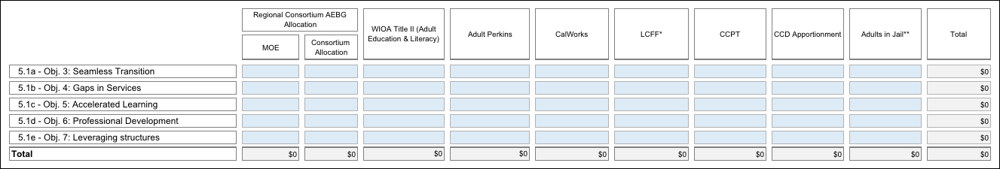 Regional Consortium AEBG
Allocation
MOE
Consortium
Allocation
WIOA Title II (Adult
Education & Literacy)
Adult Perkins
CalWorks
LCFF*
CCPT
CCD Apportionment
Adults in Jail**
Total
5.1a - Obj. 3: Seamless Transition $0
5.1b - Obj. 4: Gaps in Services $0
5.1c - Obj. 5: Accelerated Learning $0
5.1d - Obj. 6: Professional Development $0
5.1e - Obj. 7: Leveraging structures $0
Total $0 $0 $0 $0 $0 $0 $0 $0 $0 $0